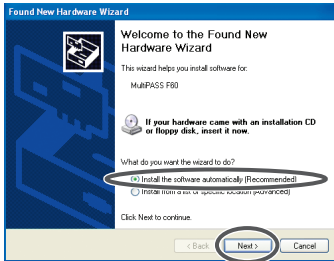 Found New Hardware Wizard
Welcome to the Found New
Hardware Wizard
This wizard helps you install software for:
MultiPASS F60
If your hardware came with an installation CD
or floppy disk, insert it now.
What do you want the wizard to do?
Install the software automatically (Recommended)
Install from a list or specific location (Advanced)
Click Next to continue.
< Back
Next >
Cancel